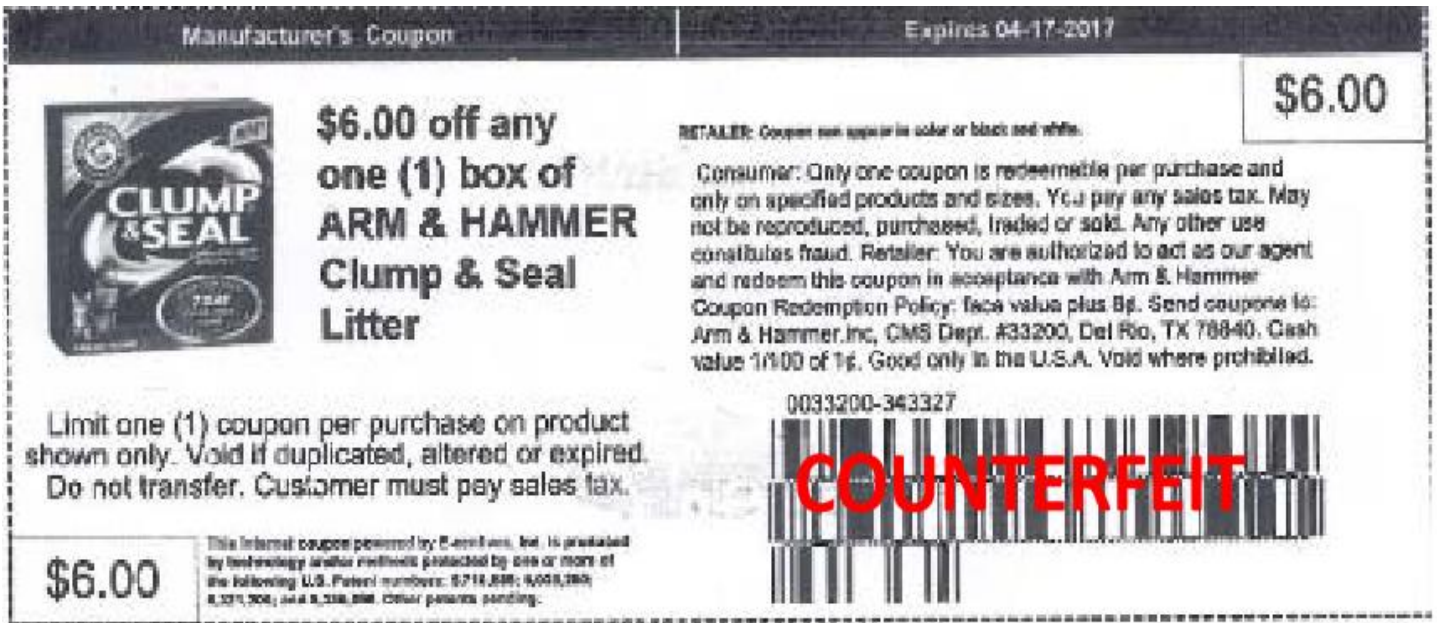 Manufacturer's Coupon
Expires 04-17-2017
$6.00
CLUMP
&SEAL
$6.00 off any
one (1) box of
ARM & HAMMER
Clump & Seal
Litter
RETAILER: Coupon can appear in color or black and white.
Consumer: Only one coupon is redeemable per purchase and
only on specified products and sizes. You pay any sales tax. May
not be reproduced, purchased, traded or sold. Any other use
constitutes fraud. Retailer: You are authorized to act as our agent
and redeem this coupon in acceptance with Arm & Hammer
Coupon Redemption Policy: face value plus 8¢. Send coupons to:
Arm & Hammer.inc, CMS Dept. #33200, Del Rio, TX 78840. Cash
value 1/100 of 1¢. Good only in the U.S.A. Void where prohibited.
Limit one (1) coupon per purchase on product
shown only. Void if duplicated, altered or expired.
Do not transfer. Customer must pay sales tax.
0033200-343327
COUNTERFEIT
$6.00
This Internet coupon powered by Inc. is produced
by technology and/or methods protected by one or more of
the following U.S. Patent numbers:
and Other patents pending.